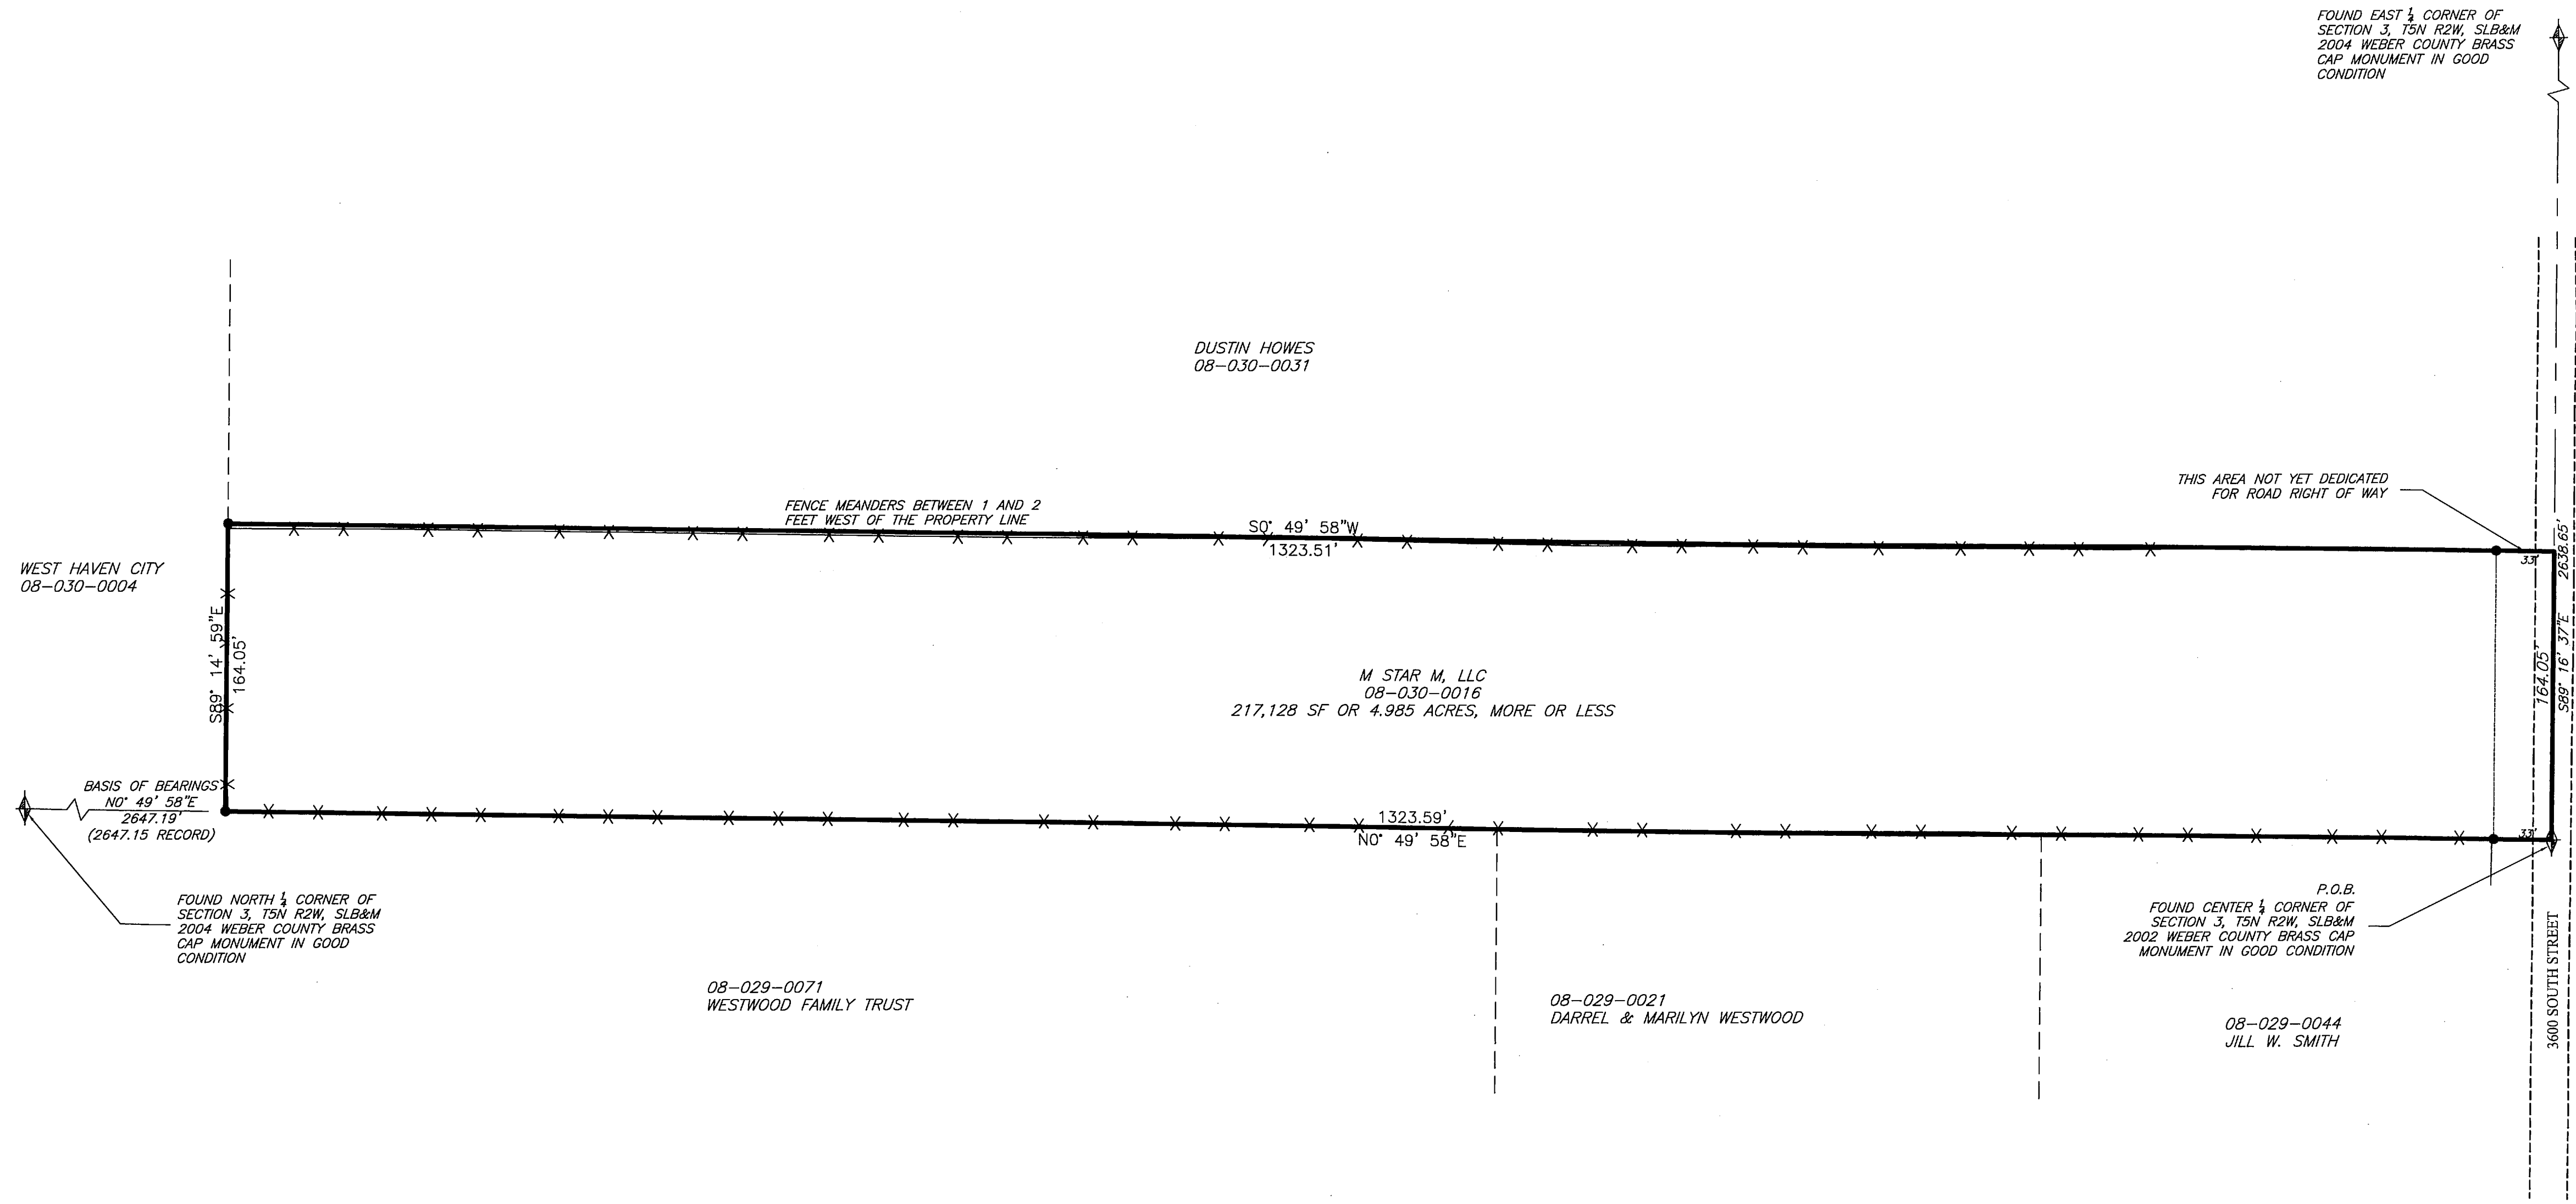 FOUND EAST ¼ CORNER OF
SECTION 3, T5N R2W, SLB&M
2004 WEBER COUNTY BRASS
CAP MONUMENT IN GOOD
CONDITION
DUSTIN HOWES
08-030-0031
THIS AREA NOT YET DEDICATED
FOR ROAD RIGHT OF WAY
FENCE MEANDERS BETWEEN 1 AND 2
FEET WEST OF THE PROPERTY LINE
S0° 49' 58"W
1323.51'
33'
2638.65'
S89° 16' 37"E
164.05'
WEST HAVEN CITY
08-030-0004
S89° 14' 59"E
164.05'
M STAR M, LLC
08-030-0016
217,128 SF OR 4.985 ACRES, MORE OR LESS
BASIS OF BEARINGS
N0° 49' 58"E
2647.19'
(2647.15 RECORD)
1323.59'
N0° 49' 58"E
33'
FOUND NORTH ¼ CORNER OF
SECTION 3, T5N R2W, SLB&M
2004 WEBER COUNTY BRASS
CAP MONUMENT IN GOOD
CONDITION
P.O.B.
FOUND CENTER ¼ CORNER OF
SECTION 3, T5N R2W, SLB&M
2002 WEBER COUNTY BRASS CAP
MONUMENT IN GOOD CONDITION
3600 SOUTH STREET
08-029-0071
WESTWOOD FAMILY TRUST
08-029-0021
DARREL & MARILYN WESTWOOD
08-029-0044
JILL W. SMITH